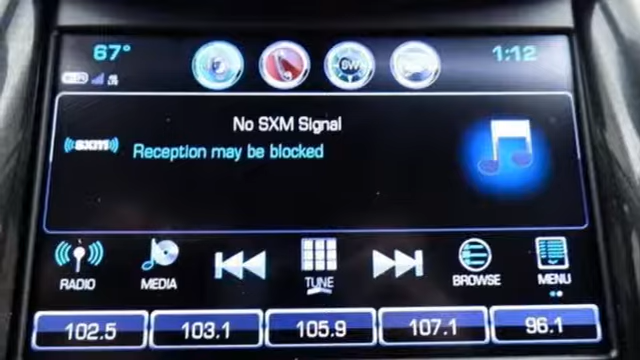 67° 1:12
SW
No SXM Signal
sxm
Reception may be blocked
RADIO MEDIA TUNE BROWSE MENU
102.5 103.1 105.9 107.1 96.1